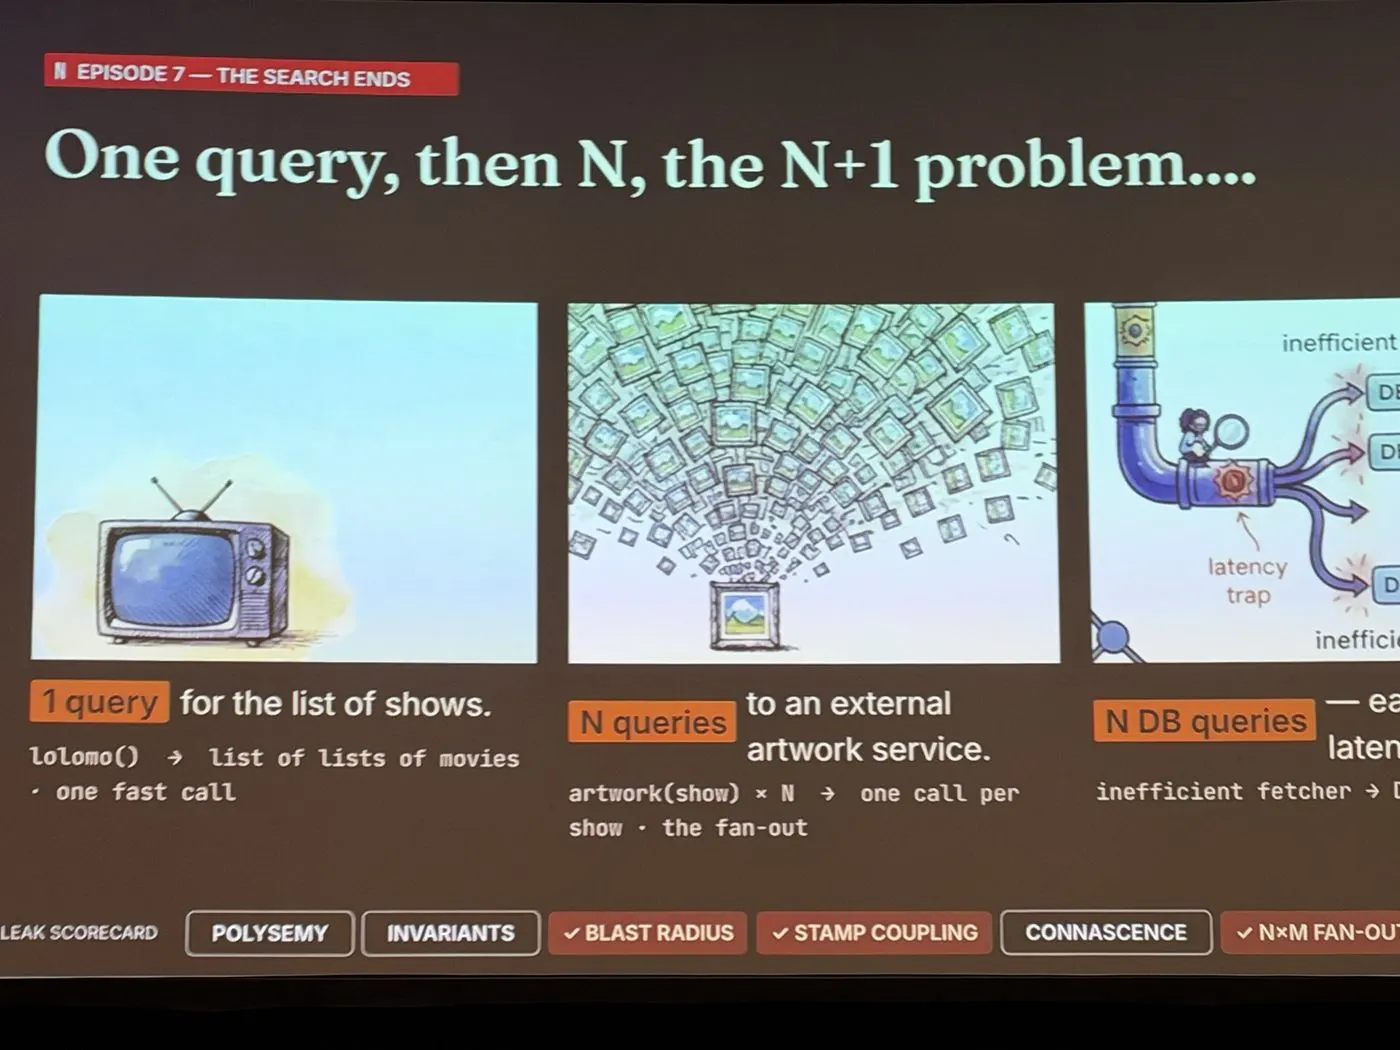 N EPISODE 7 — THE SEARCH ENDS
One query, then N, the N+1 problem....
inefficient
latency
trap
1 query for the list of shows.
lolomo() → list of lists of movies
· one fast call
N queries to an external
artwork service.
artwork(show) × N → one call per
show · the fan-out
N DB queries —
inefficient fetcher →
LEAK SCORECARD POLYSEMY INVARIANTS ✓ BLAST RADIUS ✓ STAMP COUPLING CONNASCENCE ✓ N×M